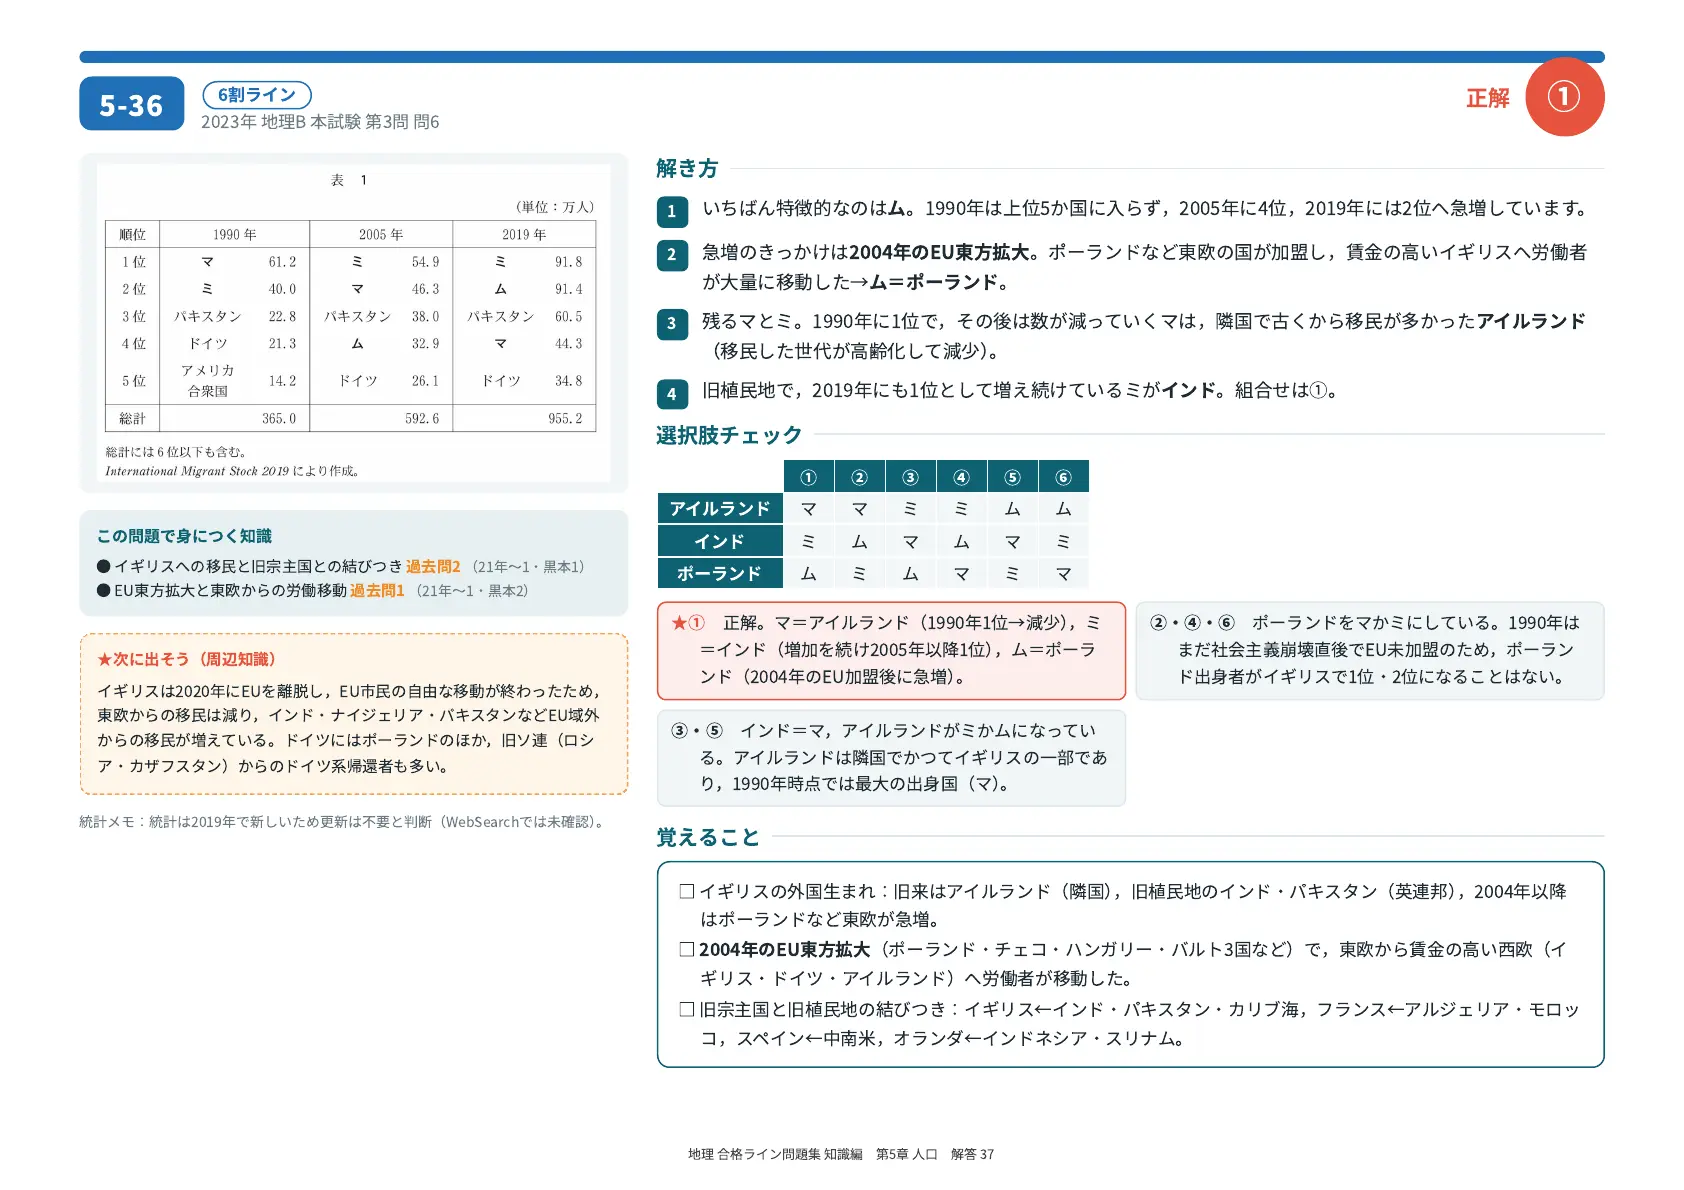 5-36
6割ライン
2023年 地理B 本試験 第3問 問6
正解 ①
表 1
（単位：万人）
順位 1990 年 2005 年 2019 年
1 位 マ 61.2 ミ 54.9 ミ 91.8
2 位 ミ 40.0 マ 46.3 ム 91.4
3 位 パキスタン 22.8 パキスタン 38.0 パキスタン 60.5
4 位 ドイツ 21.3 ム 32.9 マ 44.3
5 位 アメリカ合衆国 14.2 ドイツ 26.1 ドイツ 34.8
総計 365.0 592.6 955.2
総計には 6 位以下も含む。
International Migrant Stock 2019 により作成。
この問題で身につく知識
●イギリスへの移民と旧宗主国との結びつき 過去問2 （21年〜1・黒本1）
●EU東方拡大と東欧からの労働移動 過去問1 （21年〜1・黒本2）
★次に出そう（周辺知識）
イギリスは2020年にEUを離脱し，EU市民の自由な移動が終わったため，
東欧からの移民は減り，インド・ナイジェリア・パキスタンなどEU域外
からの移民が増えている。ドイツにはポーランドのほか，旧ソ連（ロシ
ア・カザフスタン）からのドイツ系帰還者も多い。
統計メモ：統計は2019年で新しいため更新は不要と判断（WebSearchでは未確認）。
解き方
1 いちばん特徴的なのはム。1990年は上位5か国に入らず，2005年に4位，2019年には2位へ急増しています。
2 急増のきっかけは2004年のEU東方拡大。ポーランドなど東欧の国が加盟し，賃金の高いイギリスへ労働者
が大量に移動した→ム＝ポーランド。
3 残るマとミ。1990年に1位で，その後は数が減っていくマは，隣国で古くから移民が多かったアイルランド
（移民した世代が高齢化して減少）。
4 旧植民地で，2019年にも1位として増え続けているミがインド。組合せは①。
選択肢チェック
① ② ③ ④ ⑤ ⑥
アイルランド マ マ ミ ミ ム ム
インド ミ ム マ ム マ ミ
ポーランド ム ミ ム マ ミ マ
★① 正解。マ＝アイルランド（1990年1位→減少），ミ
＝インド（増加を続け2005年以降1位），ム＝ポーラ
ンド（2004年のEU加盟後に急増）。
②・④・⑥ ポーランドをマかミにしている。1990年は
まだ社会主義崩壊直後でEU未加盟のため，ポーラン
ド出身者がイギリスで1位・2位になることはない。
③・⑤ インド＝マ，アイルランドがミかムになってい
る。アイルランドは隣国でかつてイギリスの一部であ
り，1990年時点では最大の出身国（マ）。
覚えること
□ イギリスの外国生まれ：旧来はアイルランド（隣国），旧植民地のインド・パキスタン（英連邦），2004年以降
はポーランドなど東欧が急増。
□ 2004年のEU東方拡大（ポーランド・チェコ・ハンガリー・バルト3国など）で，東欧から賃金の高い西欧（イ
ギリス・ドイツ・アイルランド）へ労働者が移動した。
□ 旧宗主国と旧植民地の結びつき：イギリス←インド・パキスタン・カリブ海，フランス←アルジェリア・モロッ
コ，スペイン←中南米，オランダ←インドネシア・スリナム。
地理 合格ライン問題集 知識編 第5章 人口 解答 37